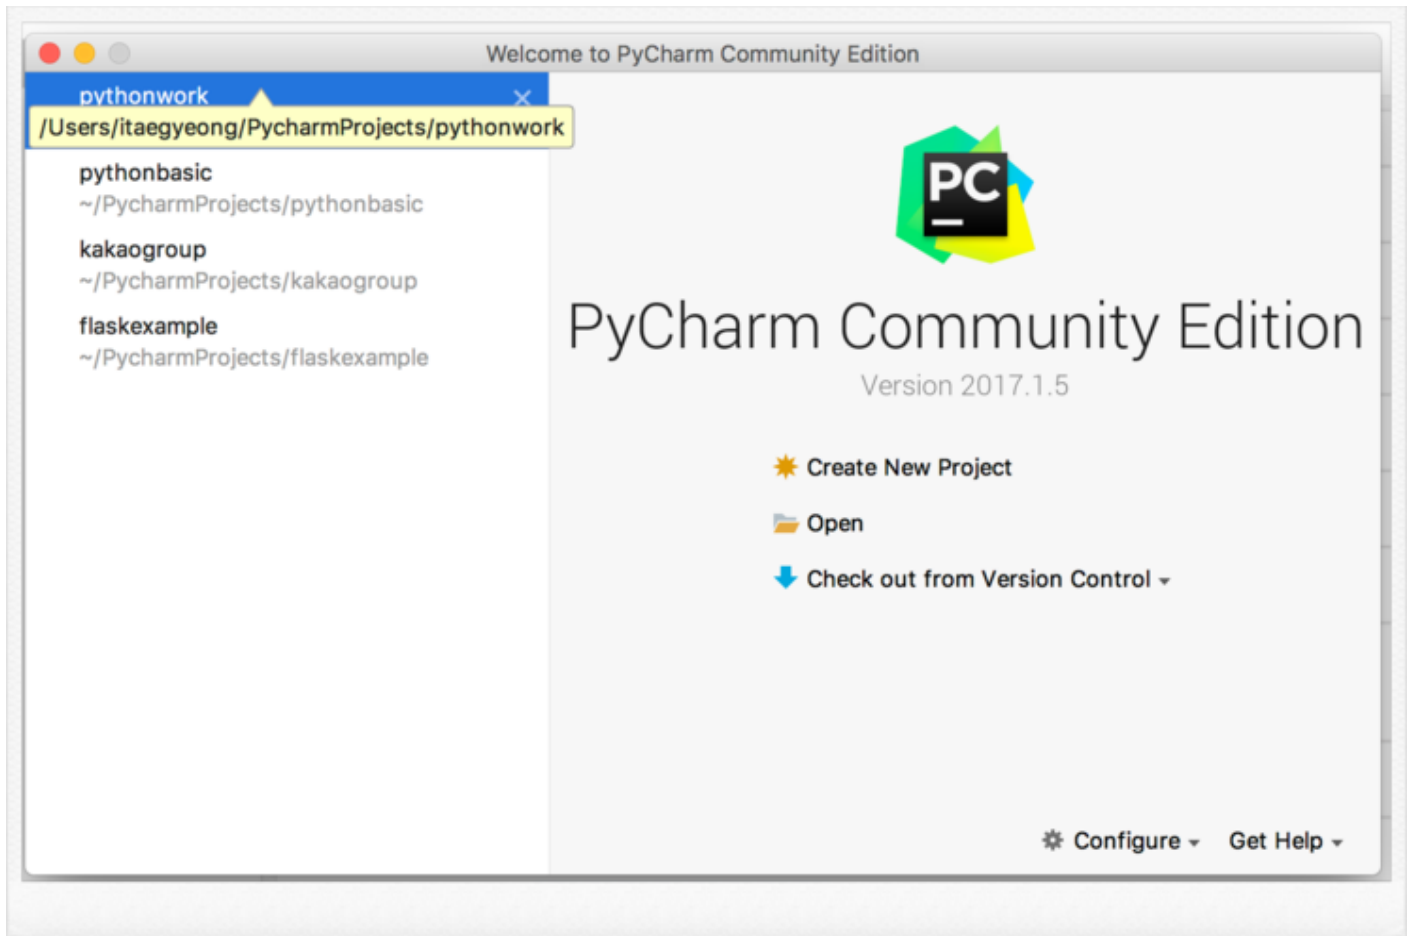 Welcome to PyCharm Community Edition
pythonwork
/Users/itaegyeong/PycharmProjects/pythonwork
pythonbasic
~/PycharmProjects/pythonbasic
kakaogroup
~/PycharmProjects/kakaogroup
flaskexample
~/PycharmProjects/flaskexample
PC
PyCharm Community Edition
Version 2017.1.5
Create New Project
Open
Check out from Version Control
Configure
Get Help